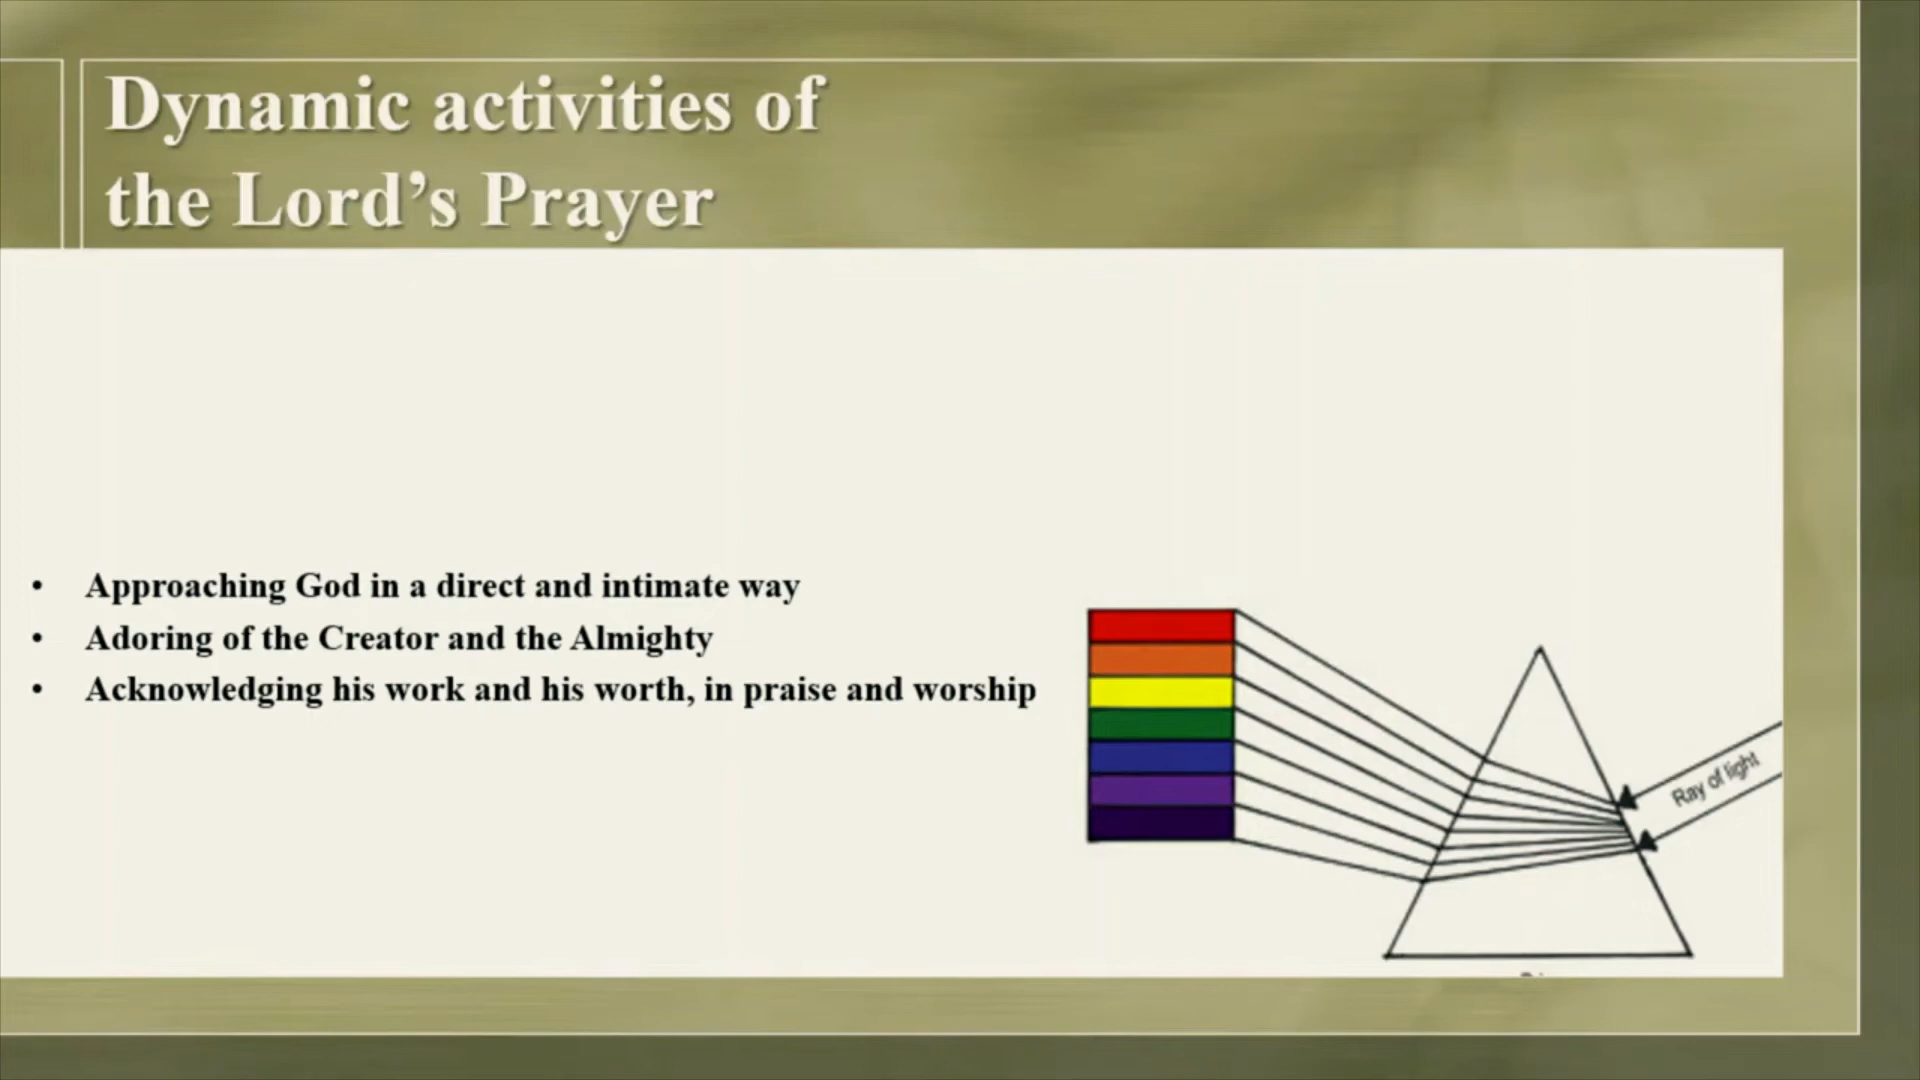 Dynamic activities of
the Lord’s Prayer
• Approaching God in a direct and intimate way
• Adoring of the Creator and the Almighty
• Acknowledging his work and his worth, in praise and worship
Ray of light